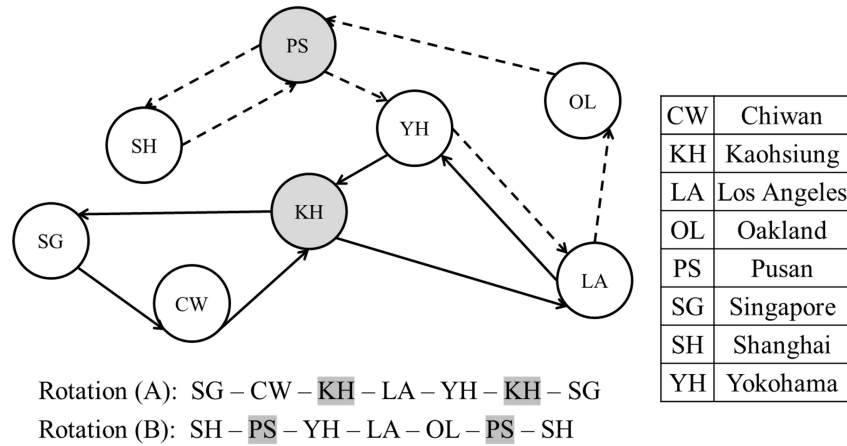 PS
OL
SH
YH
KH
SG
CW
LA
CW Chiwan
KH Kaohsiung
LA Los Angeles
OL Oakland
PS Pusan
SG Singapore
SH Shanghai
YH Yokohama
Rotation (A): SG – CW – KH – LA – YH – KH – SG
Rotation (B): SH – PS – YH – LA – OL – PS – SH